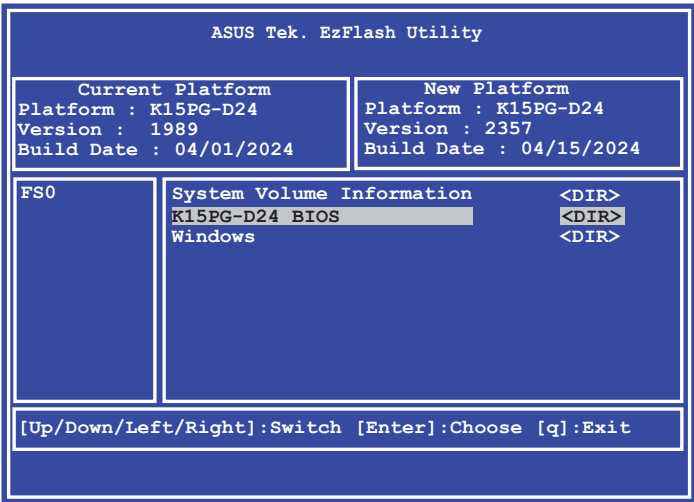 ASUS Tek. EzFlash Utility
Current Platform
Platform : K15PG-D24
Version : 1989
Build Date : 04/01/2024
New Platform
Platform : K15PG-D24
Version : 2357
Build Date : 04/15/2024
FS0
System Volume Information <DIR>
K15PG-D24 BIOS <DIR>
Windows <DIR>
[Up/Down/Left/Right]:Switch [Enter]:Choose [q]:Exit